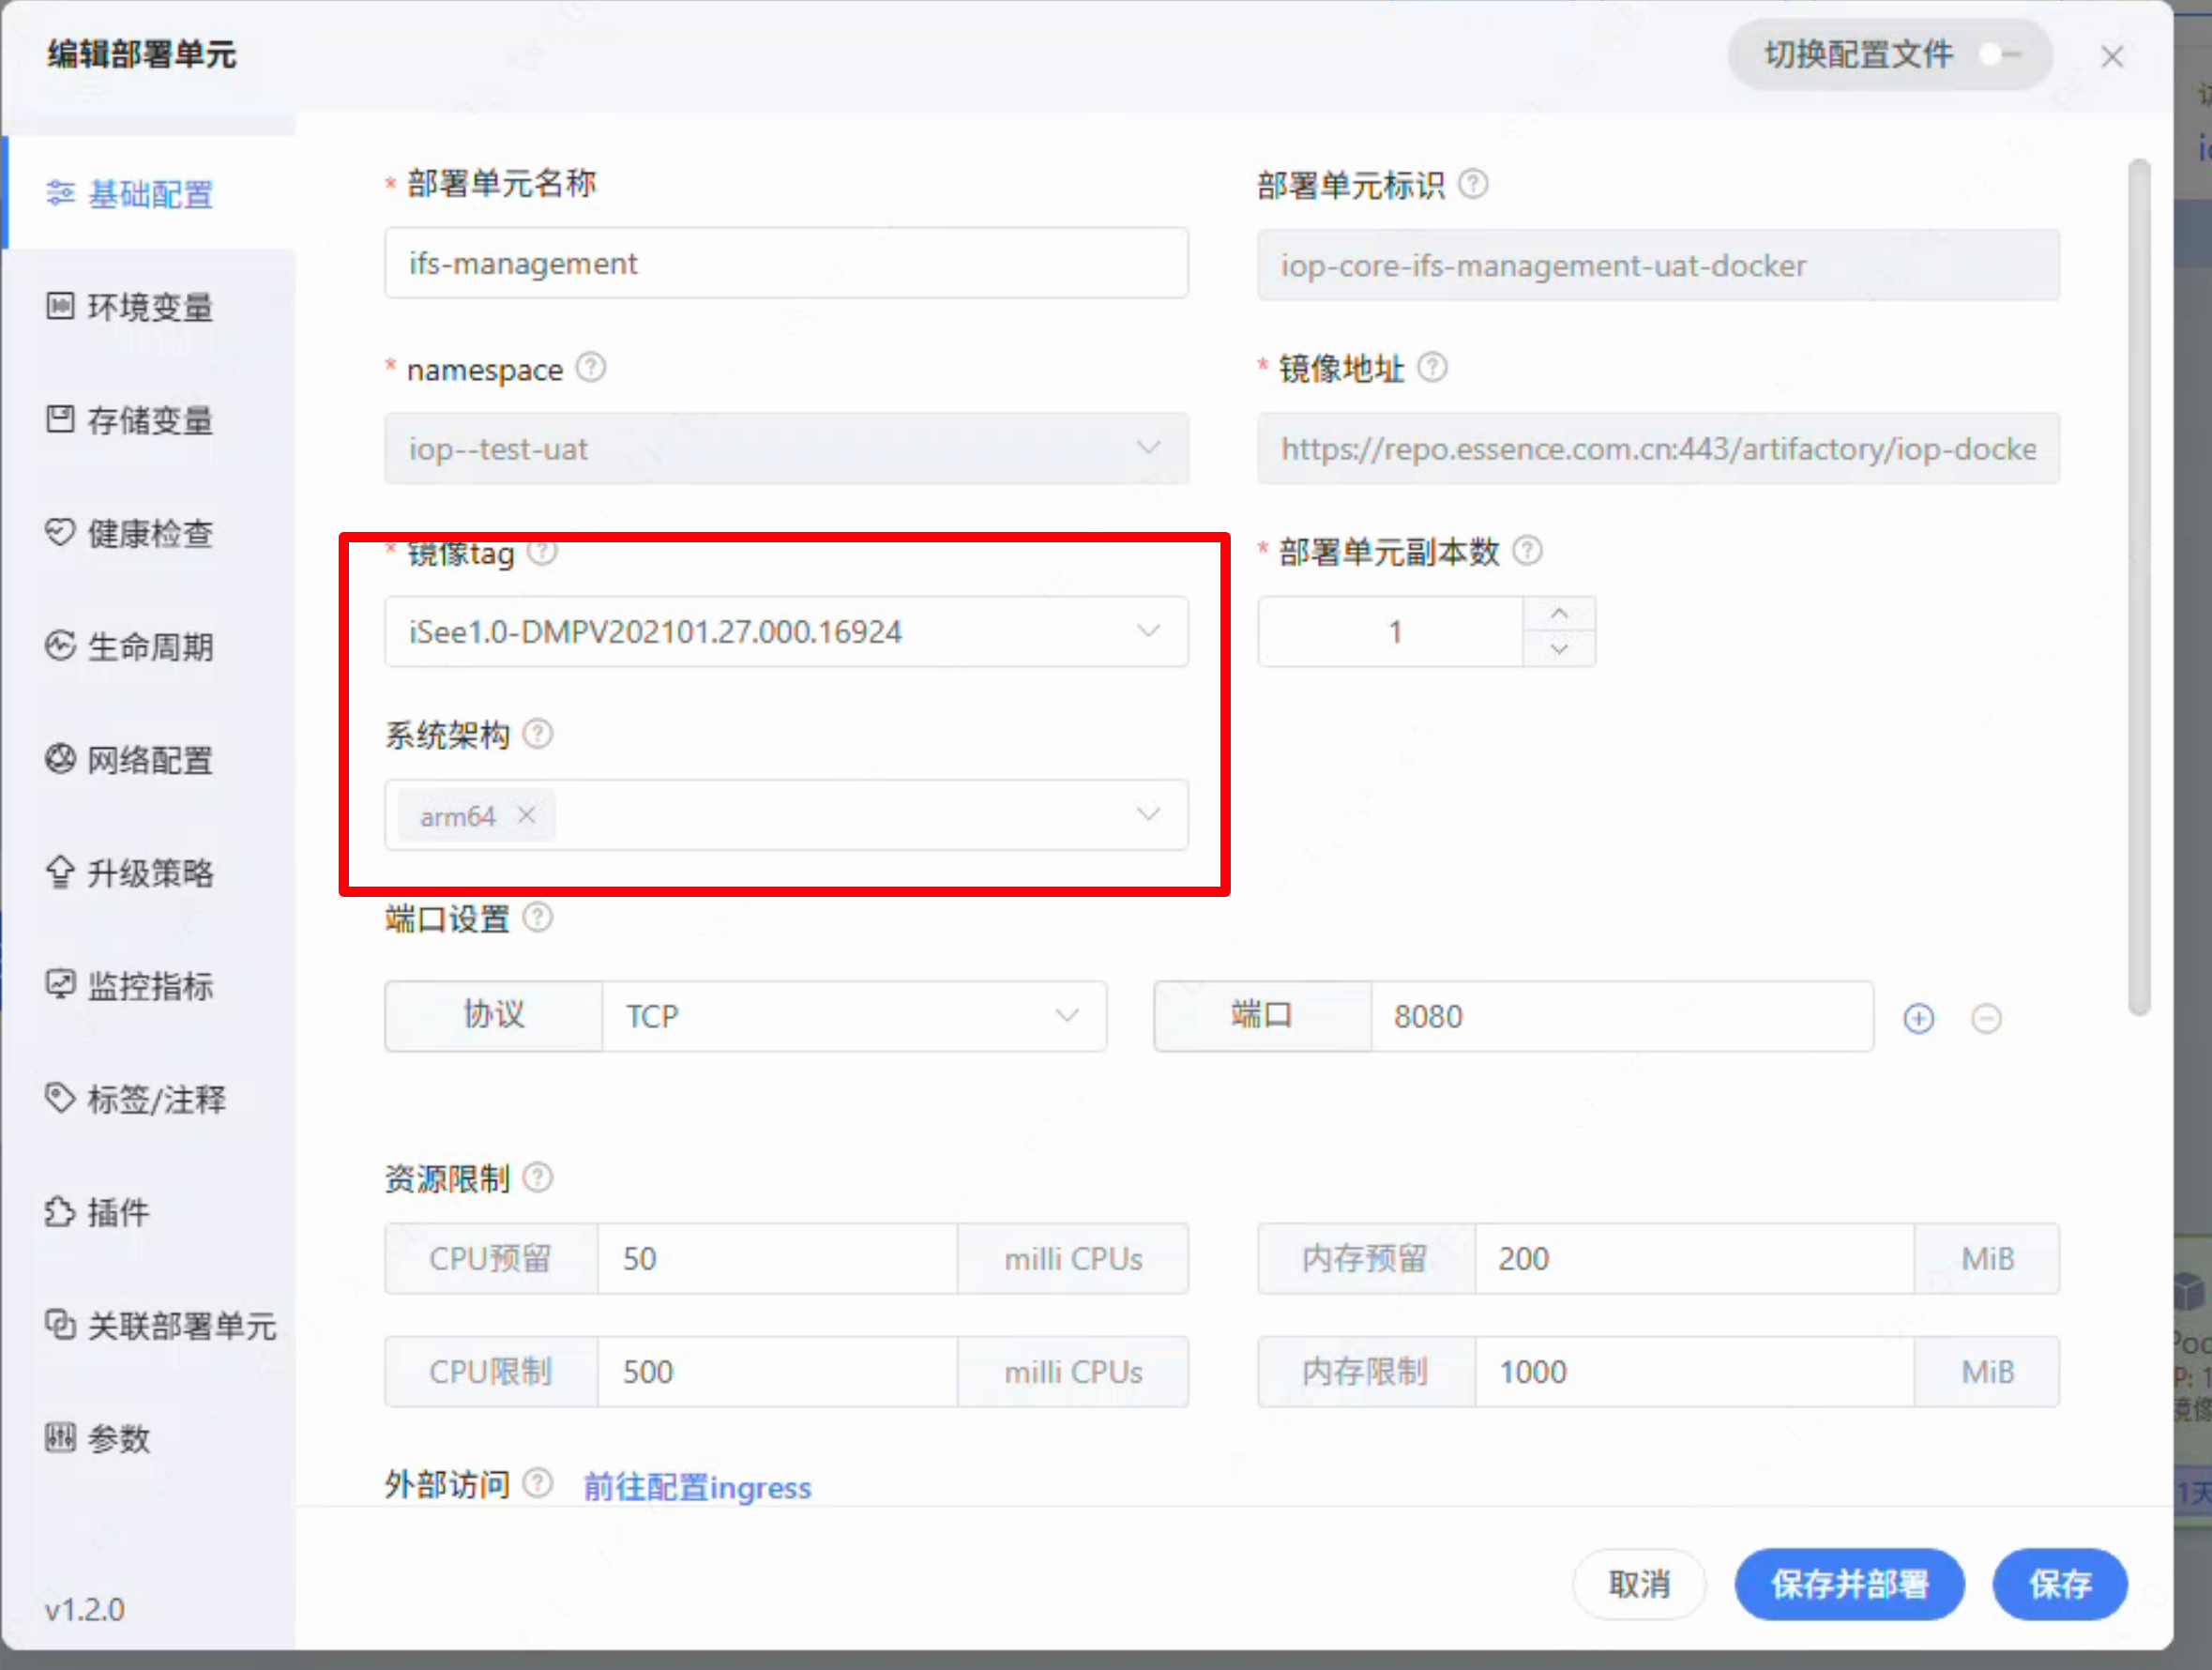 编辑部署单元
切换配置文件
基础配置
环境变量
存储变量
健康检查
生命周期
网络配置
升级策略
监控指标
标签/注释
插件
关联部署单元
参数
v1.2.0
* 部署单元名称
部署单元标识
ifs-management
iop-core-ifs-management-uat-docker
* namespace
* 镜像地址
iop--test-uat
https://repo.essence.com.cn:443/artifactory/iop-docke
* 镜像tag
* 部署单元副本数
iSee1.0-DMPV202101.27.000.16924
1
系统架构
arm64
端口设置
协议 TCP 端口 8080
资源限制
CPU预留 50 milli CPUs 内存预留 200 MiB
CPU限制 500 milli CPUs 内存限制 1000 MiB
外部访问 前往配置ingress
取消 保存并部署 保存
1天